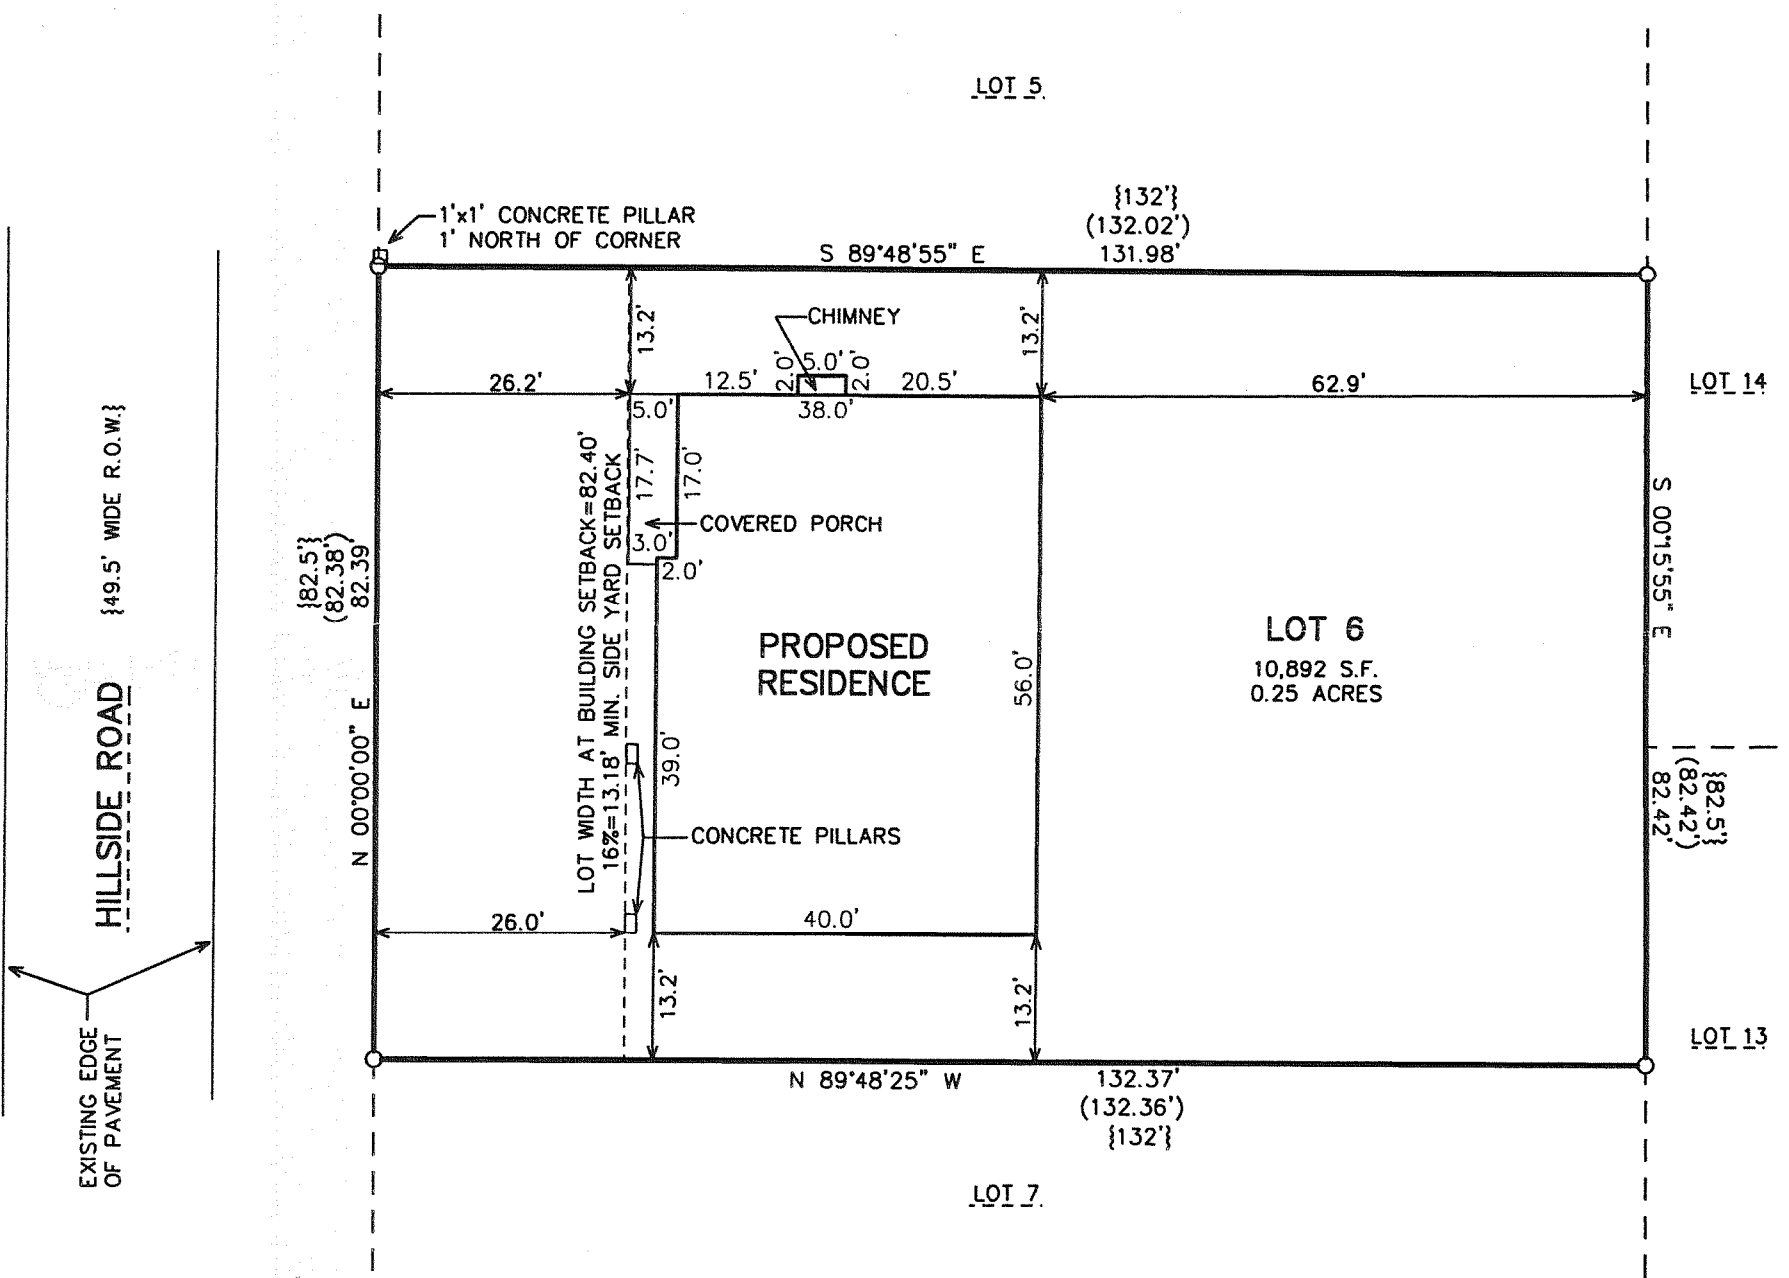 LOT 5
{132'}
(132.02')
131.98'
S 89°48'55" E
1'x1' CONCRETE PILLAR
1' NORTH OF CORNER
13.2'
CHIMNEY
13.2'
2.0'
5.0'
2.0'
26.2'
12.5'
20.5'
62.9'
LOT 14
5.0'
38.0'
17.7'
17.0'
COVERED PORCH
3.0'
2.0'
{49.5' WIDE R.O.W.}
HILLSIDE ROAD
{82.5'}
(82.38')
82.39'
N 00°00'00" E
LOT WIDTH AT BUILDING SETBACK=82.40'
16%=13.18' MIN. SIDE YARD SETBACK
PROPOSED
RESIDENCE
56.0'
39.0'
LOT 6
10,892 S.F.
0.25 ACRES
S 00°15'55" E
{82.5'}
(82.42')
82.42'
CONCRETE PILLARS
26.0'
40.0'
13.2'
13.2'
EXISTING EDGE
OF PAVEMENT
LOT 13
N 89°48'25" W
132.37'
(132.36')
{132'}
LOT 7